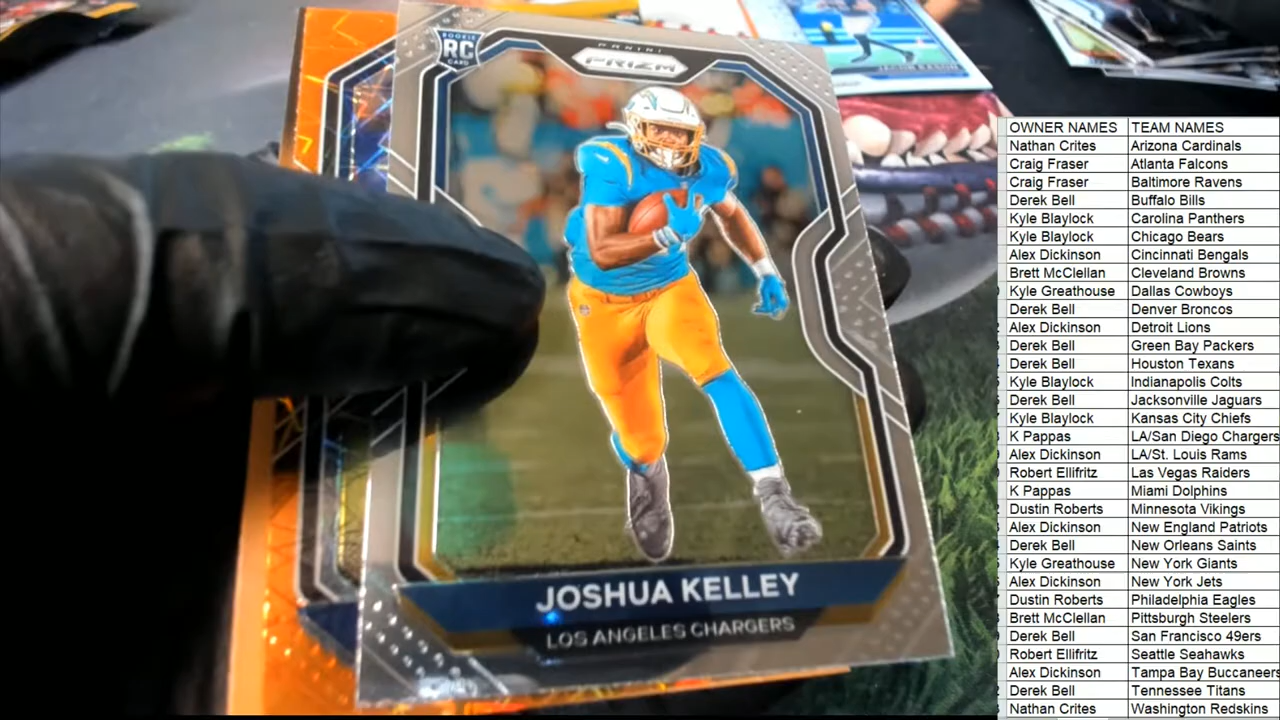 ROOKIE
RC
CARD
PANINI
PRIZM
JOSHUA KELLEY
LOS ANGELES CHARGERS
OWNER NAMES TEAM NAMES
Nathan Crites Arizona Cardinals
Craig Fraser Atlanta Falcons
Craig Fraser Baltimore Ravens
Derek Bell Buffalo Bills
Kyle Blaylock Carolina Panthers
Kyle Blaylock Chicago Bears
Alex Dickinson Cincinnati Bengals
Brett McClellan Cleveland Browns
Kyle Greathouse Dallas Cowboys
Derek Bell Denver Broncos
Alex Dickinson Detroit Lions
Derek Bell Green Bay Packers
Derek Bell Houston Texans
Kyle Blaylock Indianapolis Colts
Derek Bell Jacksonville Jaguars
Kyle Blaylock Kansas City Chiefs
K Pappas LA/San Diego Chargers
Alex Dickinson LA/St. Louis Rams
Robert Ellifritz Las Vegas Raiders
K Pappas Miami Dolphins
Dustin Roberts Minnesota Vikings
Alex Dickinson New England Patriots
Derek Bell New Orleans Saints
Kyle Greathouse New York Giants
Alex Dickinson New York Jets
Dustin Roberts Philadelphia Eagles
Brett McClellan Pittsburgh Steelers
Derek Bell San Francisco 49ers
Robert Ellifritz Seattle Seahawks
Alex Dickinson Tampa Bay Buccaneers
Derek Bell Tennessee Titans
Nathan Crites Washington Redskins